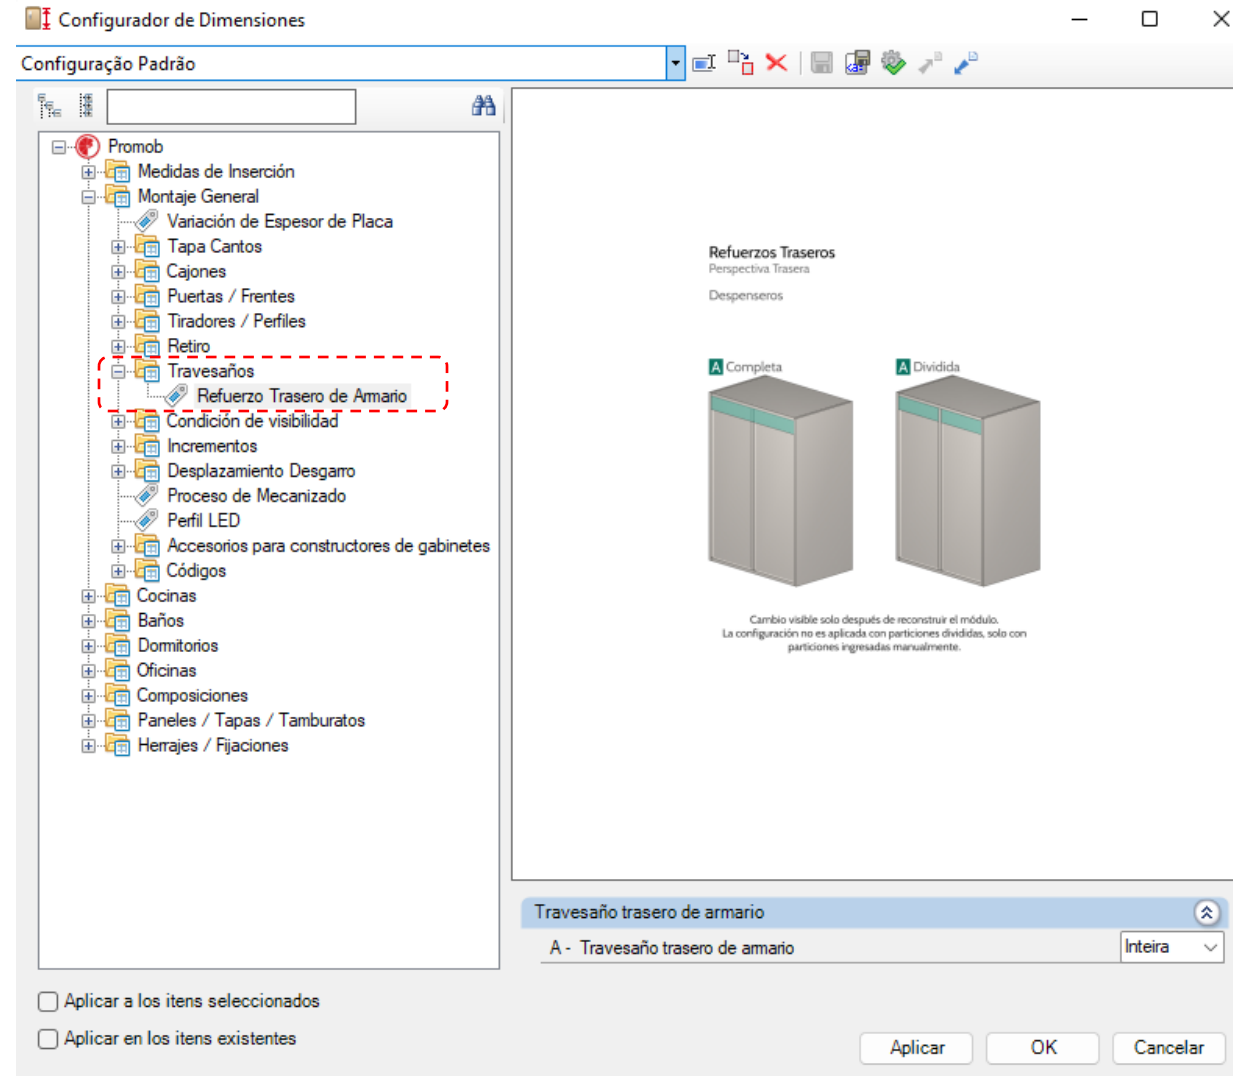 Configurador de Dimensiones
Configuração Padrão
Promob
Medidas de Inserción
Montaje General
Variación de Espesor de Placa
Tapa Cantos
Cajones
Puertas / Frentes
Tiradores / Perfiles
Retiro
Travesaños
Refuerzo Trasero de Armario
Condición de visibilidad
Incrementos
Desplazamiento Desgarro
Proceso de Mecanizado
Perfil LED
Accesorios para constructores de gabinetes
Códigos
Cocinas
Baños
Dormitorios
Oficinas
Composiciones
Paneles / Tapas / Tamburatos
Herrajes / Fijaciones
Refuerzos Traseros
Perspectiva Trasera
Despenseros
A Completa
A Dividida
Cambio visible solo después de reconstruir el módulo.
La configuración no es aplicada con particiones divididas, solo con
particiones ingresadas manualmente.
Travesaño trasero de armario
A - Travesaño trasero de armario
Inteira
Aplicar a los itens seleccionados
Aplicar en los itens existentes
Aplicar
OK
Cancelar